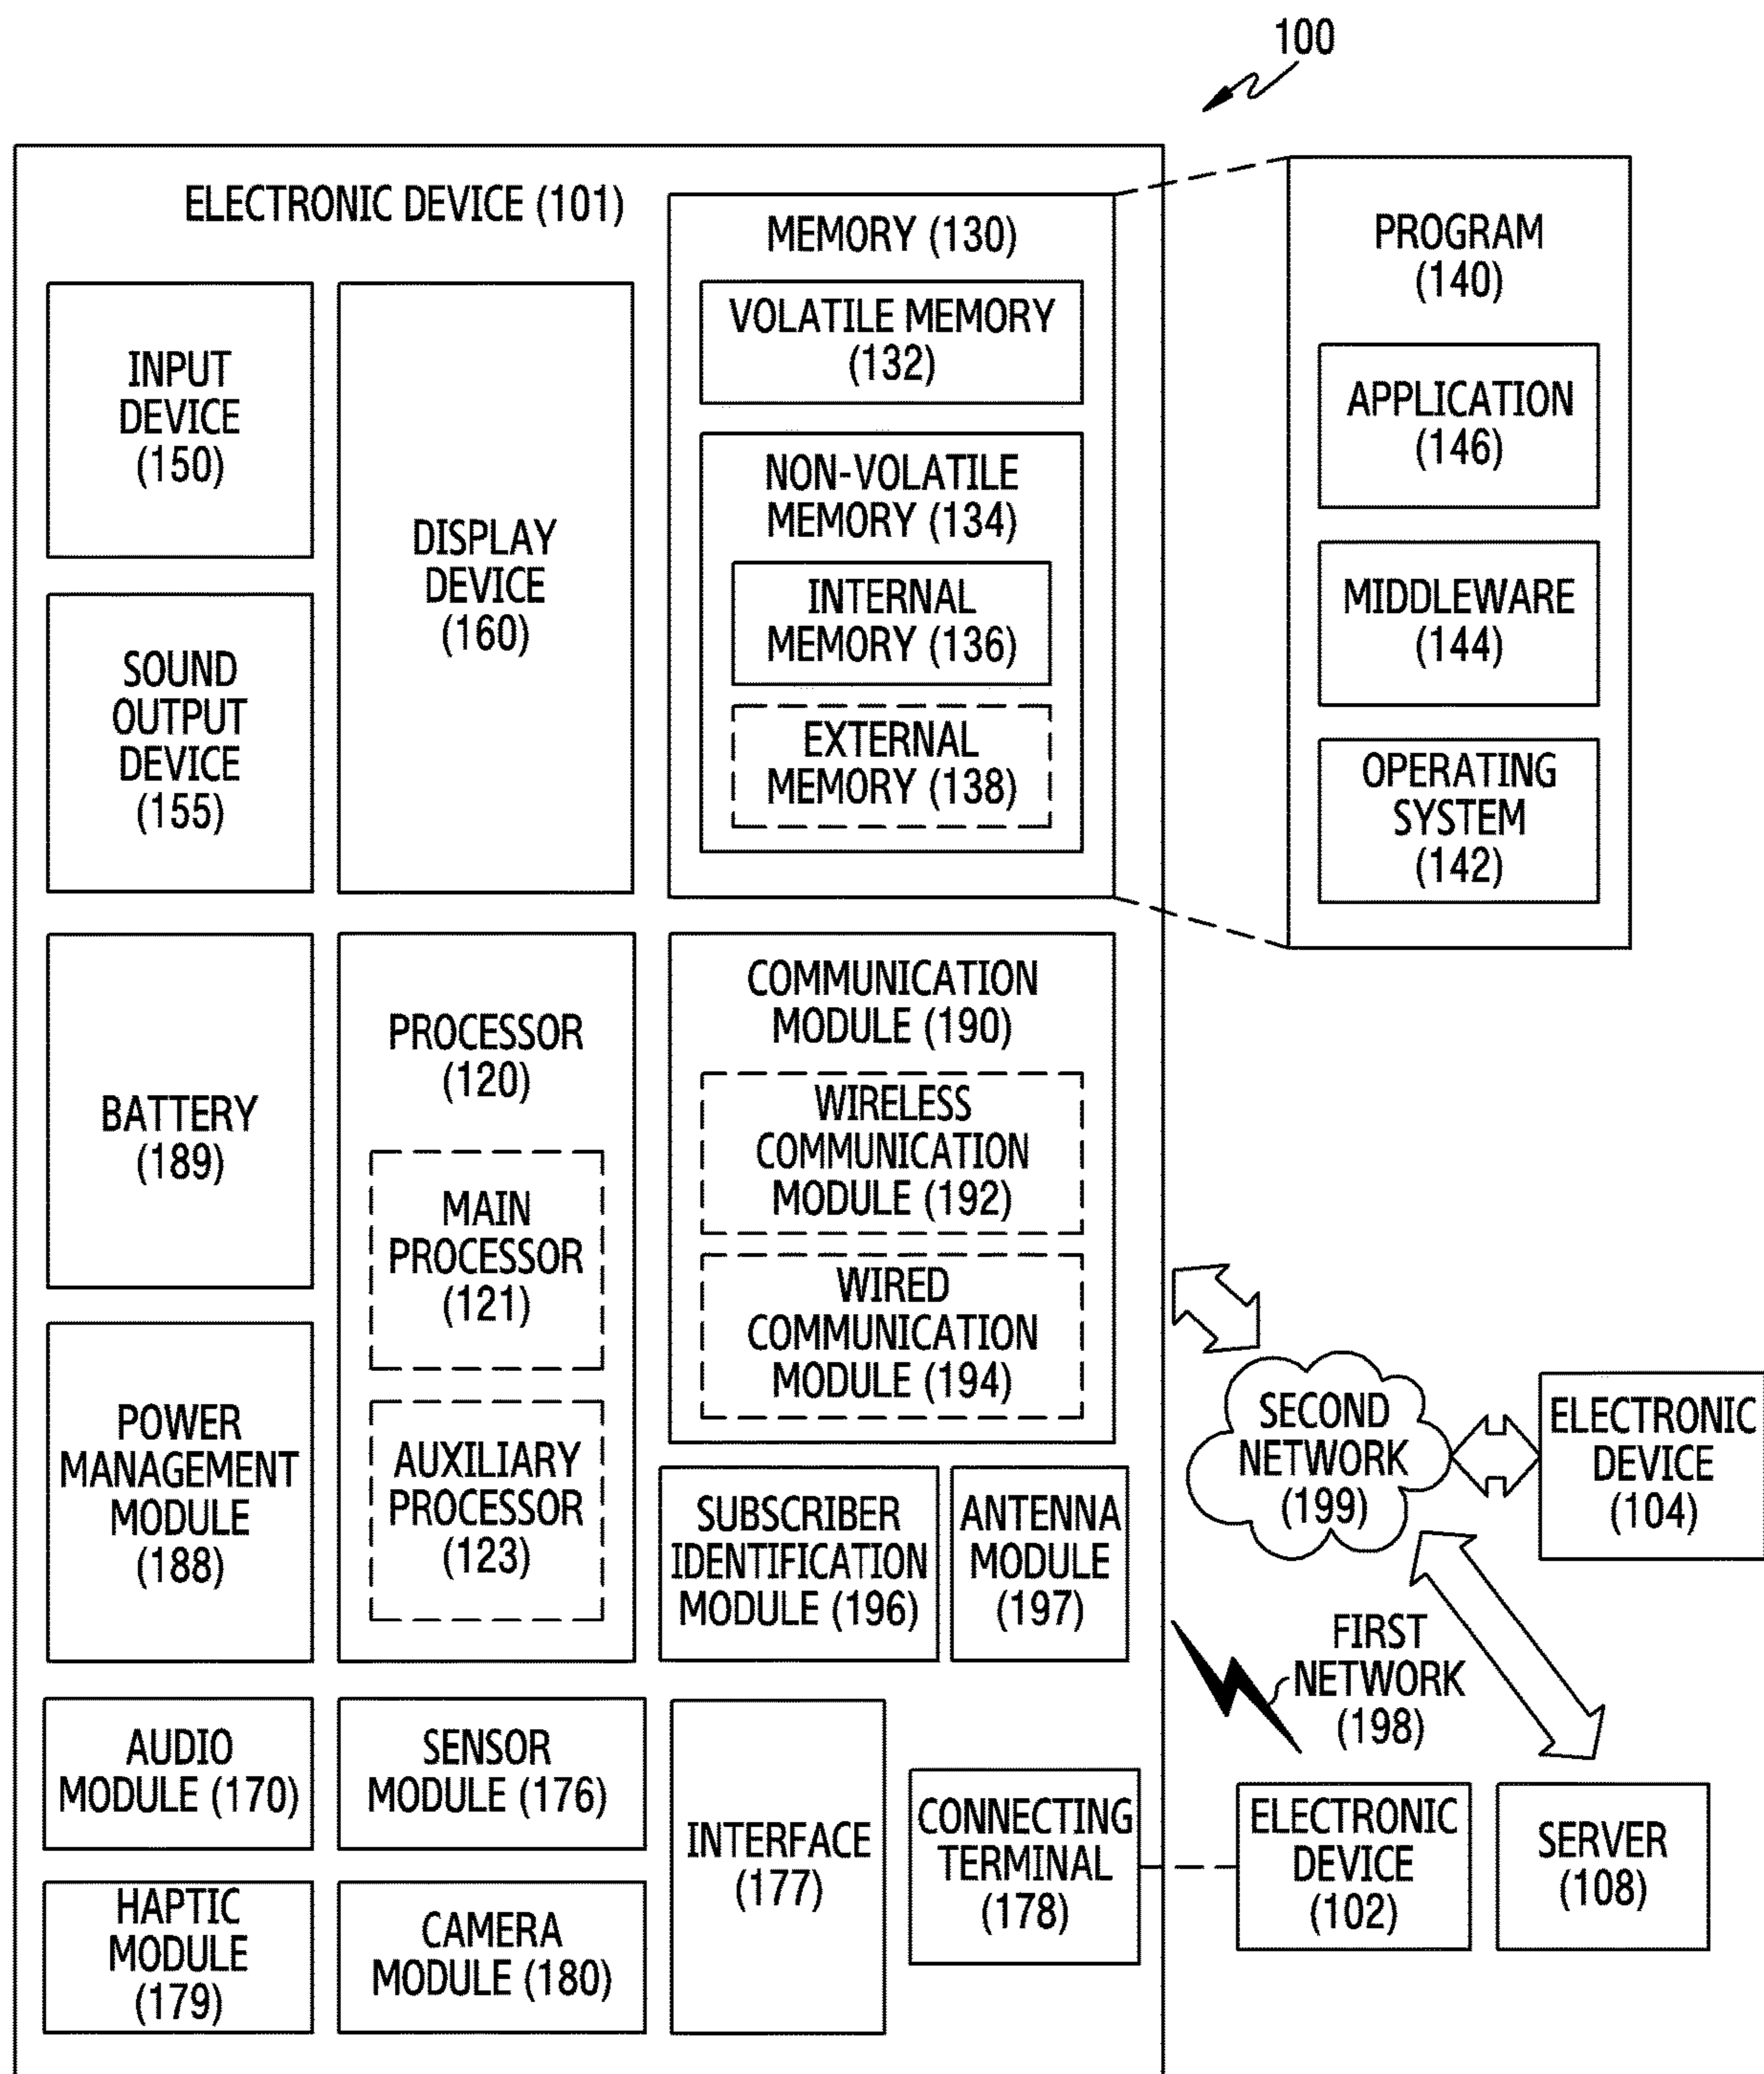 100
ELECTRONIC DEVICE (101)
INPUT
DEVICE
(150)
SOUND
OUTPUT
DEVICE
(155)
DISPLAY
DEVICE
(160)
MEMORY (130)
VOLATILE MEMORY
(132)
NON-VOLATILE
MEMORY (134)
INTERNAL
MEMORY (136)
EXTERNAL
MEMORY (138)
PROGRAM
(140)
APPLICATION
(146)
MIDDLEWARE
(144)
OPERATING
SYSTEM
(142)
BATTERY
(189)
POWER
MANAGEMENT
MODULE
(188)
PROCESSOR
(120)
MAIN
PROCESSOR
(121)
AUXILIARY
PROCESSOR
(123)
COMMUNICATION
MODULE (190)
WIRELESS
COMMUNICATION
MODULE (192)
WIRED
COMMUNICATION
MODULE (194)
SUBSCRIBER
IDENTIFICATION
MODULE (196)
ANTENNA
MODULE
(197)
SECOND
NETWORK
(199)
ELECTRONIC
DEVICE
(104)
FIRST
NETWORK
(198)
AUDIO
MODULE (170)
SENSOR
MODULE (176)
HAPTIC
MODULE
(179)
CAMERA
MODULE (180)
INTERFACE
(177)
CONNECTING
TERMINAL
(178)
ELECTRONIC
DEVICE
(102)
SERVER
(108)